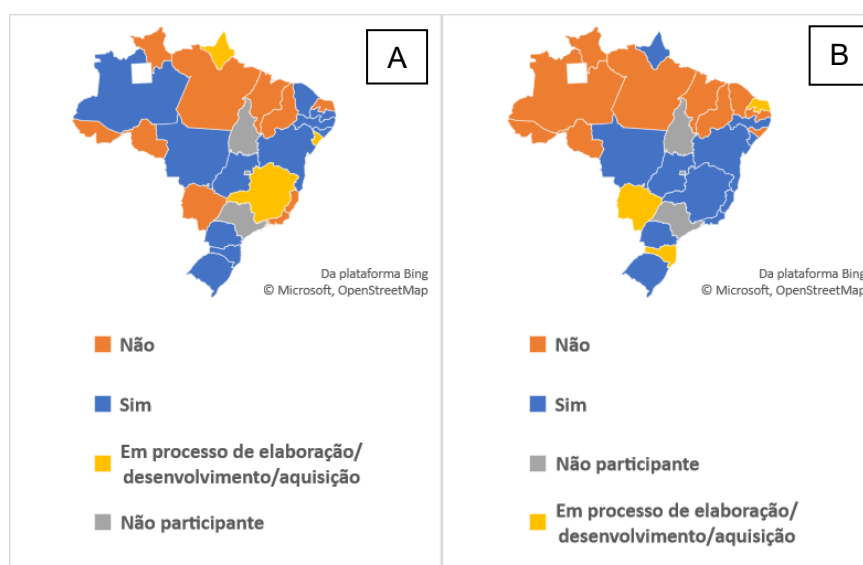 A
Da plataforma Bing
© Microsoft, OpenStreetMap
Não
Sim
Em processo de elaboração/
desenvolvimento/aquisição
Não participante
B
Da plataforma Bing
© Microsoft, OpenStreetMap
Não
Sim
Não participante
Em processo de elaboração/
desenvolvimento/aquisição